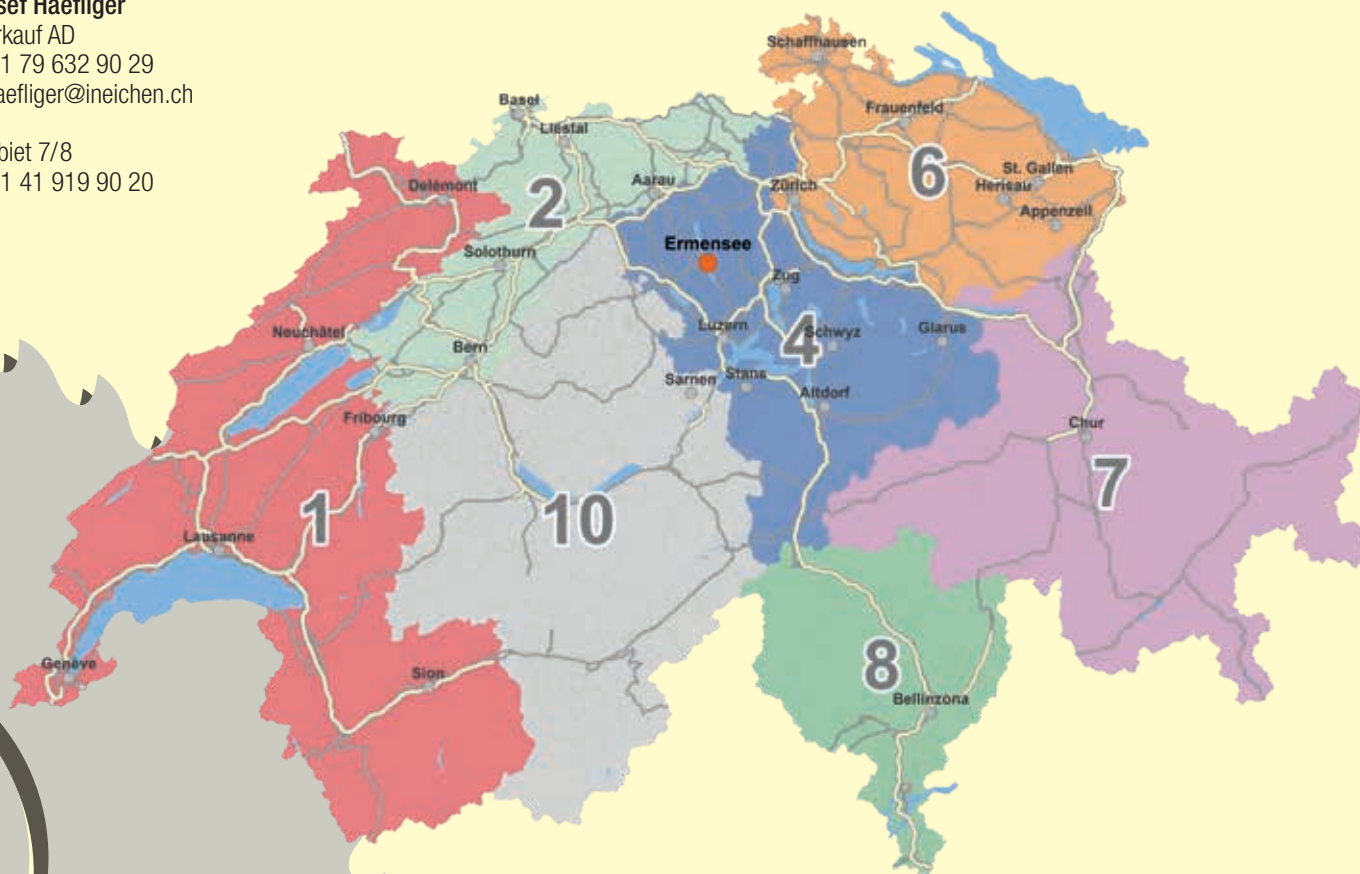 sef Haefliger
rkauf AD
1 79 632 90 29
aefliger@ineichen.ch
biet 7/8
1 41 919 90 20
Schaffhausen
Basel
Liestal
Frauenfeld
Delémont
2
Aarau
Zürich
6
St. Gallen
Herisau
Appenzell
Solothurn
Ermensee
Zug
Neuchâtel
Bern
Luzern
4
Schwyz
Glarus
Sarnen
Stans
Altdorf
Fribourg
Chur
1
10
7
Lausanne
Genève
Sion
8
Bellinzona